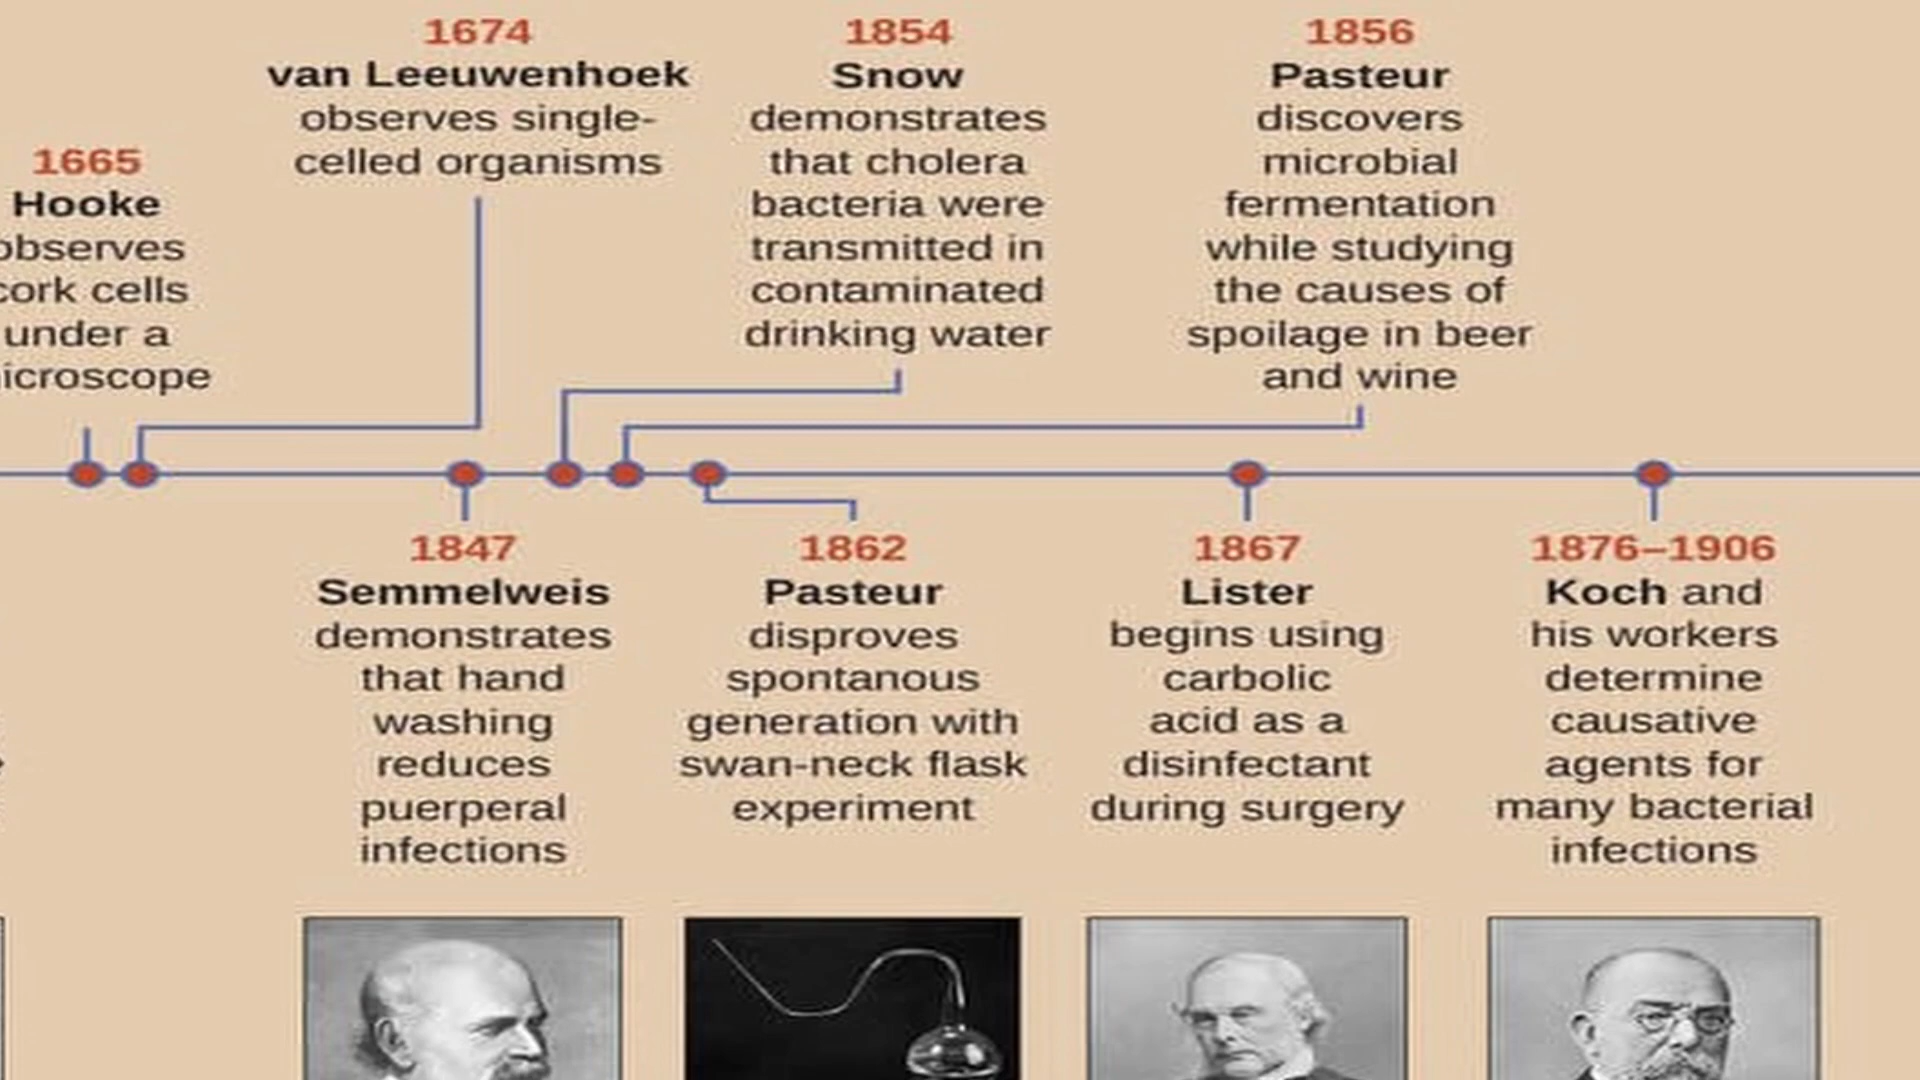 1665
Hooke
observes
cork cells
under a
icroscope
1674
van Leeuwenhoek
observes single-
celled organisms
1854
Snow
demonstrates
that cholera
bacteria were
transmitted in
contaminated
drinking water
1856
Pasteur
discovers
microbial
fermentation
while studying
the causes of
spoilage in beer
and wine
1847
Semmelweis
demonstrates
that hand
washing
reduces
puerperal
infections
1862
Pasteur
disproves
spontanous
generation with
swan-neck flask
experiment
1867
Lister
begins using
carbolic
acid as a
disinfectant
during surgery
1876–1906
Koch and
his workers
determine
causative
agents for
many bacterial
infections